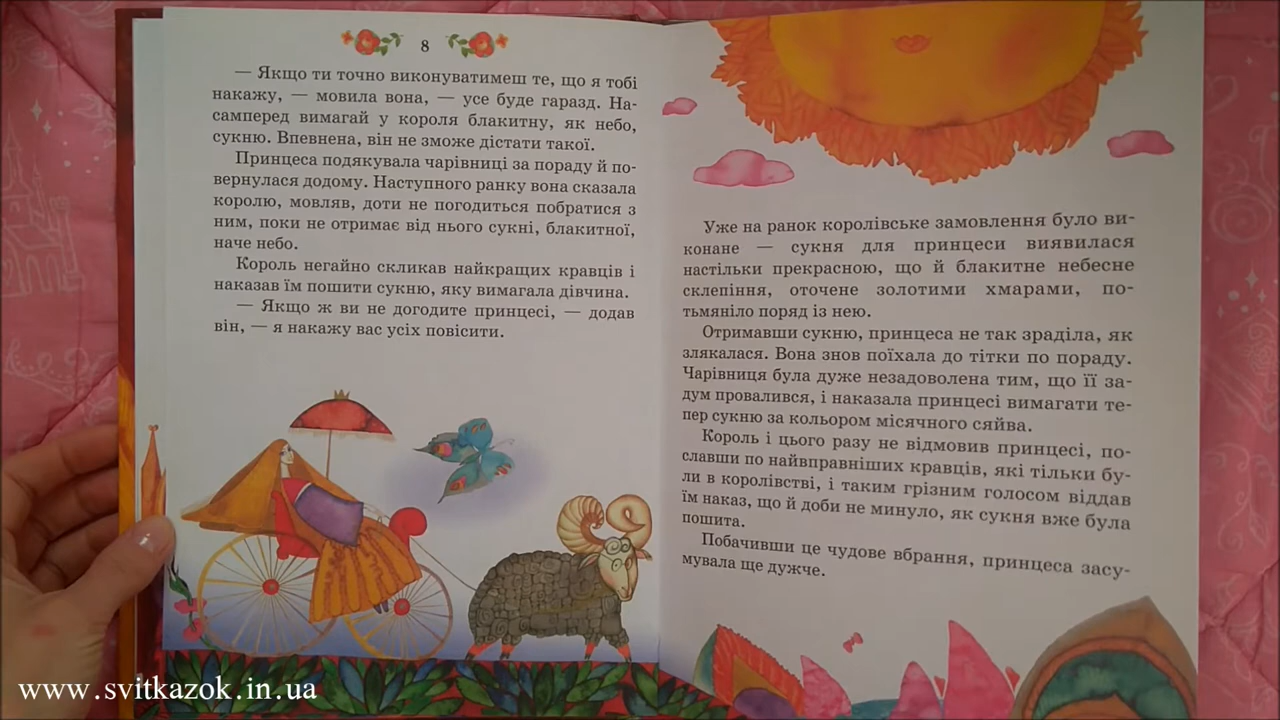 8
— Якщо ти точно виконуватимеш те, що я тобі
накажу, — мовила вона, — усе буде гаразд. На-
самперед вимагай у короля блакитну, як небо,
сукню. Впевнена, він не зможе дістати такої.
Принцеса подякувала чарівниці за пораду й по-
вернулася додому. Наступного ранку вона сказала
королю, мовляв, доти не погодиться побратися з
ним, поки не отримає від нього сукні, блакитної,
наче небо.
Король негайно скликав найкращих кравців і
наказав їм пошити сукню, яку вимагала дівчина.
— Якщо ж ви не догодите принцесі, — додав
він, — я накажу вас усіх повісити.
Уже на ранок королівське замовлення було ви-
конане — сукня для принцеси виявилася
настільки прекрасною, що й блакитне небесне
склепіння, оточене золотими хмарами, по-
тьмяніло поряд із нею.
Отримавши сукню, принцеса не так зраділа, як
злякалася. Вона знов поїхала до тітки по пораду.
Чарівниця була дуже незадоволена тим, що її за-
дум провалився, і наказала принцесі вимагати те-
пер сукню за кольором місячного сяйва.
Король і цього разу не відмовив принцесі, по-
славши по найвправніших кравців, які тільки бу-
ли в королівстві, і таким грізним голосом віддав
їм наказ, що й доби не минуло, як сукня вже була
пошита.
Побачивши це чудове вбрання, принцеса засу-
мувала ще дужче.
www.svitkazok.in.ua